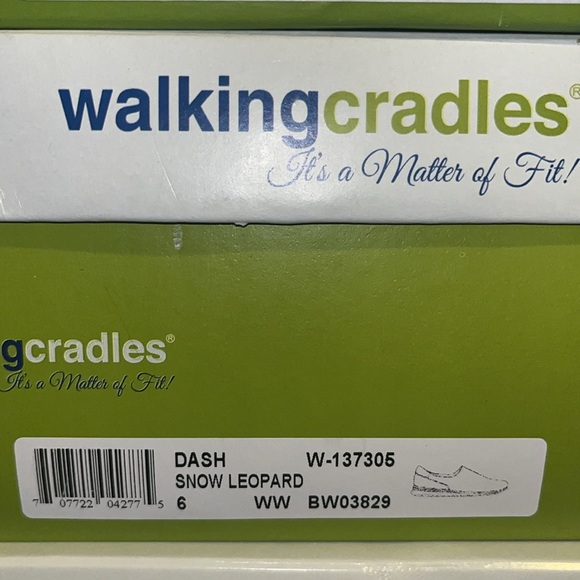 walkingcradles®
It's a Matter of Fit!
gcradles®
It's a Matter of Fit!
DASH W-137305
SNOW LEOPARD
6 WW BW03829
7 07722 04277 5